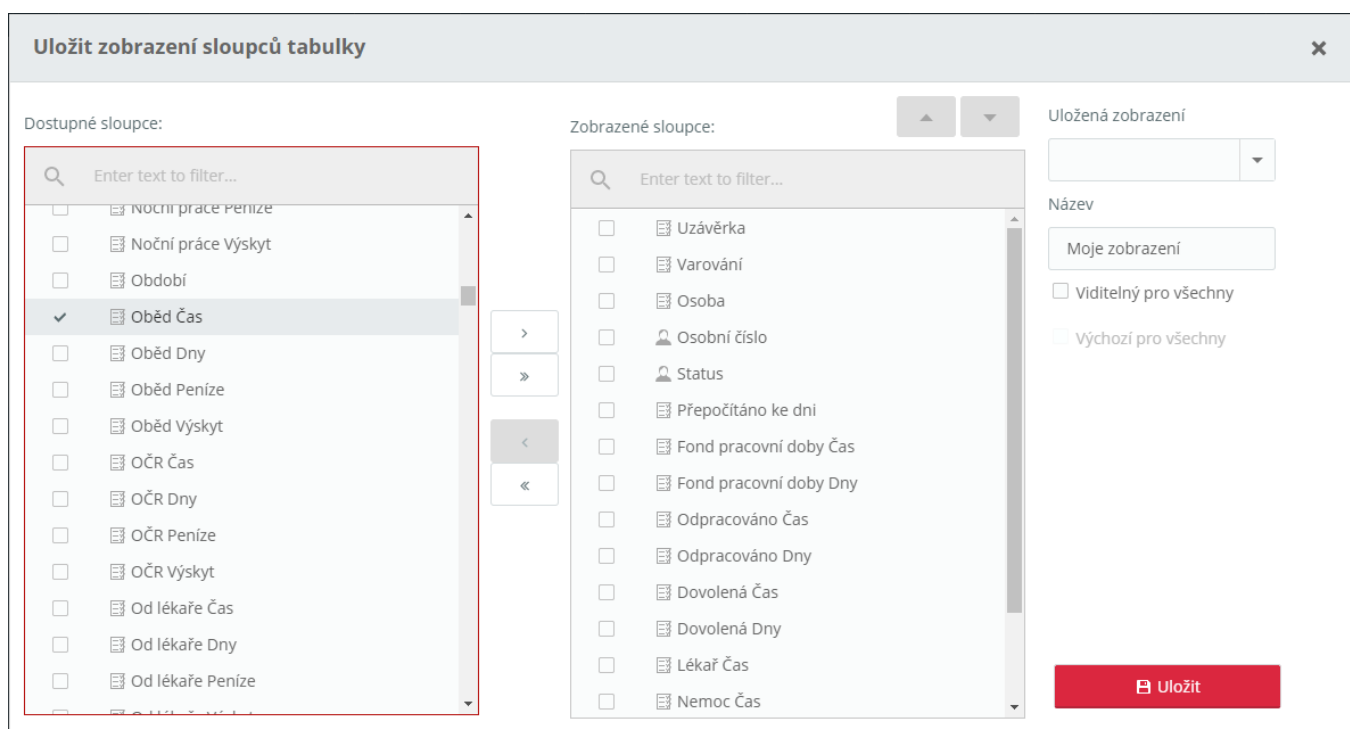 Uložit zobrazení sloupců tabulky
Dostupné sloupce:
Enter text to filter...
Noční práce Peníze
Noční práce Výskyt
Období
Oběd Čas
Oběd Dny
Oběd Peníze
Oběd Výskyt
OČR Čas
OČR Dny
OČR Peníze
OČR Výskyt
Od lékaře Čas
Od lékaře Dny
Od lékaře Peníze
Zobrazené sloupce:
Enter text to filter...
Uzávěrka
Varování
Osoba
Osobní číslo
Status
Přepočítáno ke dni
Fond pracovní doby Čas
Fond pracovní doby Dny
Odpracováno Čas
Odpracováno Dny
Dovolená Čas
Dovolená Dny
Lékař Čas
Nemoc Čas
Uložená zobrazení
Název
Moje zobrazení
Viditelný pro všechny
Výchozí pro všechny
Uložit